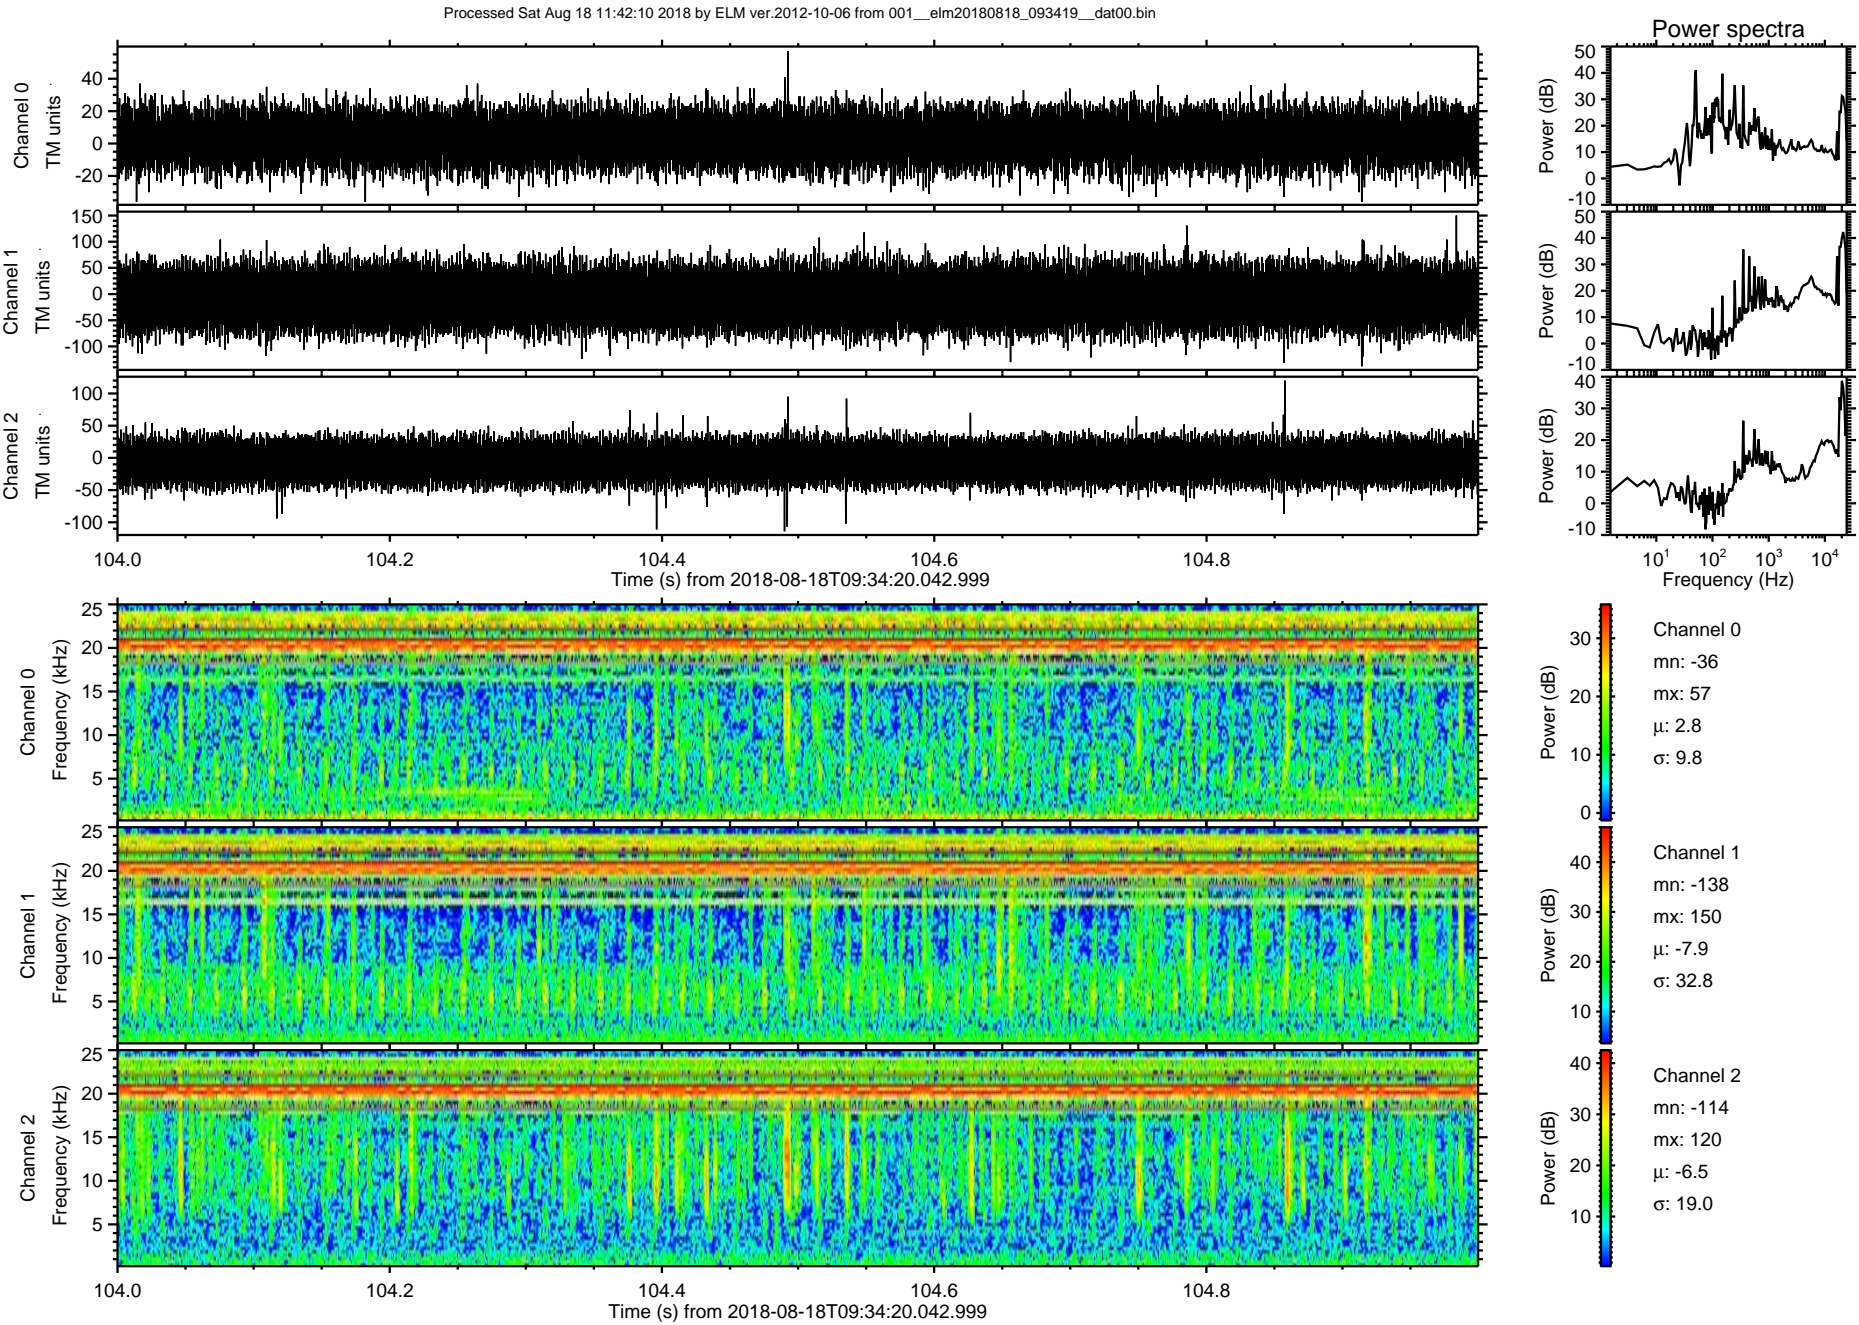 Processed Sat Aug 18 11:42:10 2018 by ELM ver.2012-10-06 from 001__elm20180818_093419__dat00.bin
Power spectra
Channel 0
TM units
40
20
0
-20
Power (dB)
50
40
30
20
10
0
-10
Channel 1
TM units
150
100
50
0
-50
-100
Power (dB)
50
40
30
20
10
0
-10
Channel 2
TM units
100
50
0
-50
-100
Power (dB)
40
30
20
10
0
-10
104.0 104.2 104.4 104.6 104.8
Time (s) from 2018-08-18T09:34:20.042.999
10¹ 10² 10³ 10⁴
Frequency (Hz)
Channel 0
Frequency (kHz)
25
20
15
10
5
Power (dB)
30
20
10
0
Channel 0
mn: -36
mx: 57
μ: 2.8
σ: 9.8
Channel 1
Frequency (kHz)
25
20
15
10
5
Power (dB)
40
30
20
10
Channel 1
mn: -138
mx: 150
μ: -7.9
σ: 32.8
Channel 2
Frequency (kHz)
25
20
15
10
5
Power (dB)
40
30
20
10
Channel 2
mn: -114
mx: 120
μ: -6.5
σ: 19.0
104.0 104.2 104.4 104.6 104.8
Time (s) from 2018-08-18T09:34:20.042.999